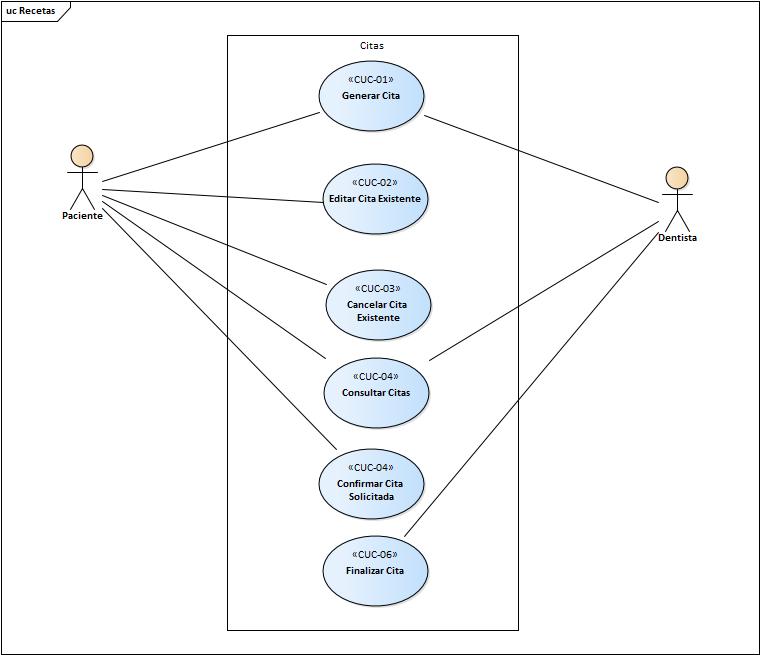 uc Recetas
Citas
«CUC-01»
Generar Cita
«CUC-02»
Editar Cita Existente
Paciente
Dentista
«CUC-03»
Cancelar Cita
Existente
«CUC-04»
Consultar Citas
«CUC-04»
Confirmar Cita
Solicitada
«CUC-06»
Finalizar Cita